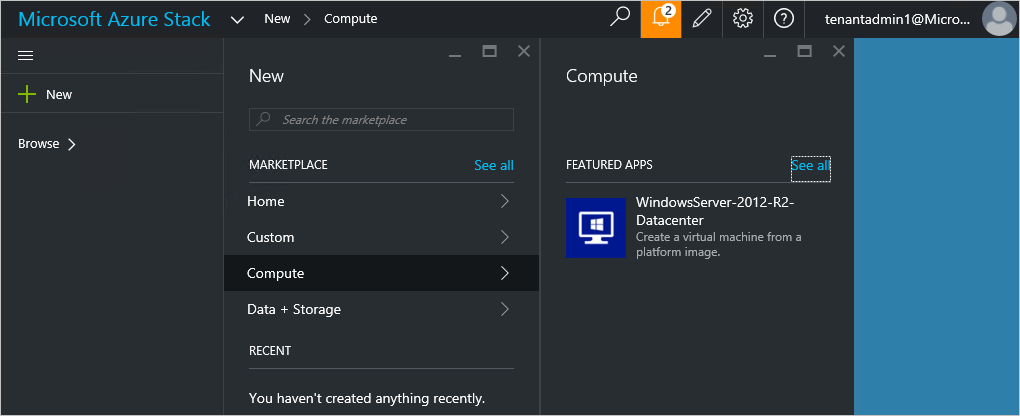 Microsoft Azure Stack
New
Compute
2
tenantadmin1@Micro...
New
Browse
New
Search the marketplace
MARKETPLACE
See all
Home
Custom
Compute
Data + Storage
RECENT
You haven't created anything recently.
Compute
FEATURED APPS
See all
WindowsServer-2012-R2-
Datacenter
Create a virtual machine from a
platform image.